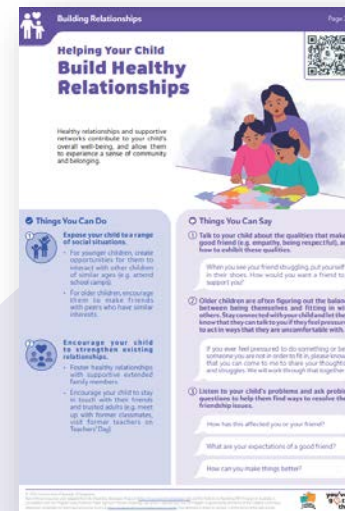 Building Relationships
Page
Helping Your Child
Build Healthy
Relationships
Healthy relationships and supportive
networks contribute to your child's
overall well-being, and allow them
to experience a sense of community
and belonging.
Things You Can Do
1
Expose your child to a range
of social situations.
• For younger children, create
opportunities for them to
interact with other children
of similar ages (e.g. attend
school camps).
• For older children, encourage
them to make friends
with peers who have similar
interests.
2
Encourage your child
to strengthen existing
relationships.
• Foster healthy relationships
with supportive extended
family members.
• Encourage your child to stay
in touch with their friends
and trusted adults (e.g. meet
up with former classmates,
visit former teachers on
Teachers' Day)
Things You Can Say
1 Talk to your child about the qualities that make
good friend (e.g. empathy, being respectful), an
how to exhibit these qualities.
When you see your friend struggling, put yourself
in their shoes. How would you want a friend to
support you?
2 Older children are often figuring out the balan
between being themselves and fitting in wi
others. Stay connected with your child and let the
know that they can talk to you if they feel pressur
to act in ways that they are uncomfortable with.
If you ever feel pressured to do something or be
someone you are not in order to fit in, please know
that you can come to me to share your thoughts
and struggles. We will work through that together.
3 Listen to your child's problems and ask probin
questions to help them find ways to resolve the
friendship issues.
How has this affected you or your friend?
What are your expectations of a good friend?
How can you make things better?